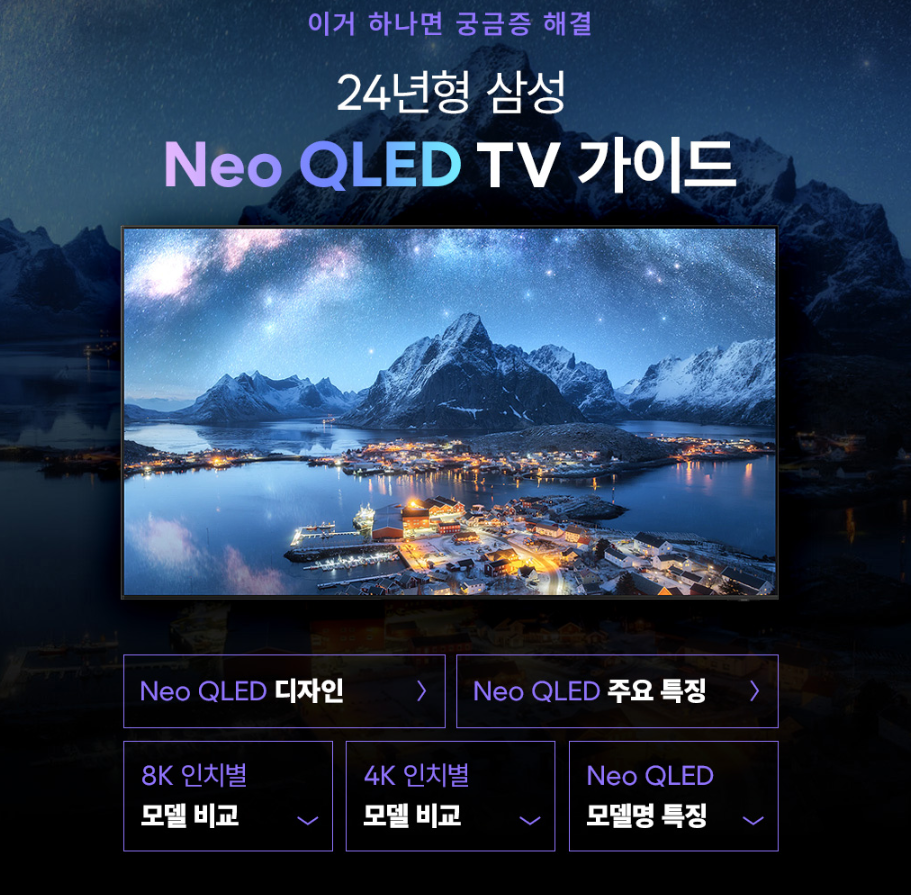 이거 하나면 궁금증 해결
24년형 삼성
Neo QLED TV 가이드
Neo QLED 디자인
Neo QLED 주요 특징
8K 인치별
모델 비교
4K 인치별
모델 비교
Neo QLED
모델명 특징